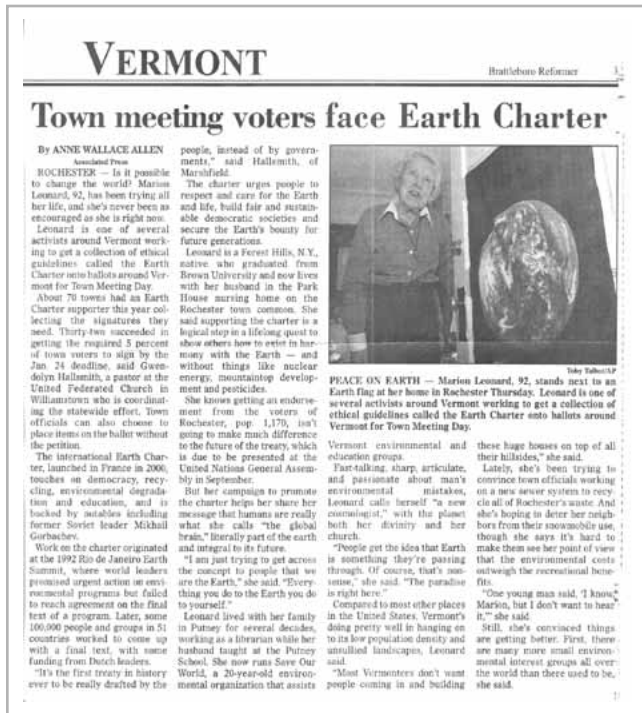 VERMONT
Brattleboro Reformer
Town meeting voters face Earth Charter
By ANNE WALLACE ALLEN
Associated Press
ROCHESTER — Is it possible
to change the world? Marion
Leonard, 92, has been trying all
her life, and she's never been as
encouraged as she is right now.
Leonard is one of several
activists around Vermont work-
ing to get a collection of ethical
guidelines called the Earth
Charter onto ballots around Ver-
mont for Town Meeting Day.
About 70 towns had an Earth
Charter supporter this year col-
lecting the signatures they
need. Thirty-two succeeded in
getting the required 5 percent
of town voters to sign by the
Jan. 24 deadline, said Gwen-
dolyn Hallsmith, a pastor at the
United Federated Church in
Williamstown who is coordinat-
ing the statewide effort. Town
officials can also choose to
place items on the ballot without
the petition.
The international Earth Char-
ter, launched in France in 2000,
touches on democracy, recy-
cling, environmental degrada-
tion and education, and is
backed by notables including
former Soviet leader Mikhail
Gorbachev.
Work on the charter originated
at the 1992 Rio de Janeiro Earth
Summit, where world leaders
promised urgent action on envi-
ronmental programs but failed
to reach agreement on the final
text of a program. Later, some
100,000 people and groups in 51
countries worked to come up
with a final text, with some
funding from Dutch leaders.
"It's the first treaty in history
ever to be really drafted by the
people, instead of by govern-
ments," said Hallsmith, of
Marshfield.
The charter urges people to
respect and care for the Earth
and life, build fair and sustain-
able democratic societies and
secure the Earth's bounty for
future generations.
Leonard is a Forest Hills, N.Y.,
native who graduated from
Brown University and now lives
with her husband in the Park
House nursing home on the
Rochester town common. She
said supporting the charter is a
logical step in a lifelong quest to
show others how to exist in har-
mony with the Earth — and
without things like nuclear
energy, mountaintop develop-
ment and pesticides.
She knows getting an endorse-
ment from the voters of
Rochester, pop. 1,170, isn't
going to make much difference
to the future of the treaty, which
is due to be presented at the
United Nations General Assem-
bly in September.
But her campaign to promote
the charter helps her share her
message that humans are really
what she calls "the global
brain," literally part of the earth
and integral to its future.
"I am just trying to get across
the concept to people that we
are the Earth," she said. "Every-
thing you do to the Earth you do
to yourself."
Leonard lived with her family
in Putney for several decades,
working as a librarian while her
husband taught at the Putney
School. She now runs Save Our
World, a 20-year-old environ-
mental organization that assists
Toby Talbot/AP
PEACE ON EARTH — Marion Leonard, 92, stands next to an
Earth flag at her home in Rochester Thursday. Leonard is one of
several activists around Vermont working to get a collection of
ethical guidelines called the Earth Charter onto ballots around
Vermont for Town Meeting Day.
Vermont environmental and
education groups.
Fast-talking, sharp, articulate,
and passionate about man's
environmental mistakes,
Leonard calls herself "a new
cosmologist," with the planet
both her divinity and her
church.
"People get the idea that Earth
is something they're passing
through. Of course, that's non-
sense," she said. "The paradise
is right here."
Compared to most other places
in the United States, Vermont's
doing pretty well in hanging on
to its low population density and
unsullied landscapes, Leonard
said.
"Most Vermonters don't want
people coming in and building
these huge houses on top of all
their hillsides," she said.
Lately, she's been trying to
convince town officials working
on a new sewer system to recy-
cle all of Rochester's waste. And
she's hoping to deter her neigh-
bors from their snowmobile use,
though she says it's hard to
make them see her point of view
that the environmental costs
outweigh the recreational bene-
fits.
"One young man said, 'I know,
Marion, but I don't want to hear
it,'" she said.
Still, she's convinced things
are getting better. First, there
are many more small environ-
mental interest groups all over
the world than there used to be,
she said.